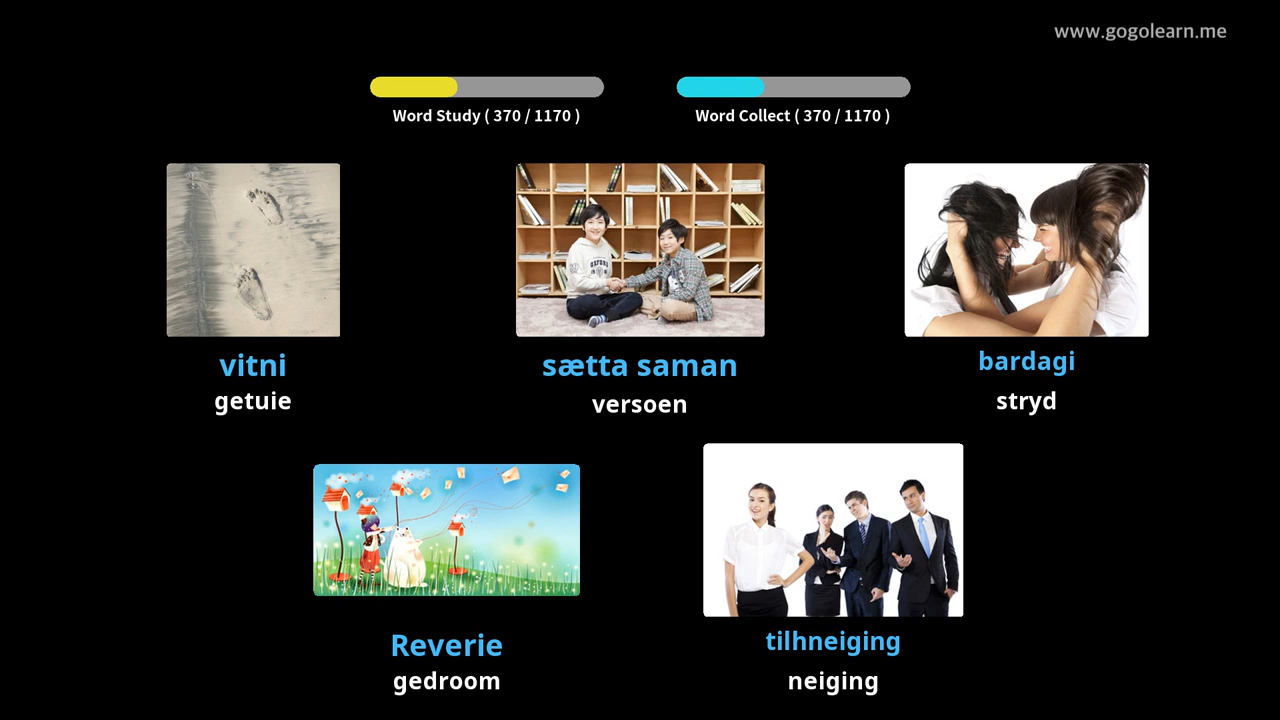 www.gogolearn.me
Word Study ( 370 / 1170 )
Word Collect ( 370 / 1170 )
OXFORD
vitni
getuie
sætta saman
versoen
bardagi
stryd
Reverie
gedroom
tilhneiging
neiging